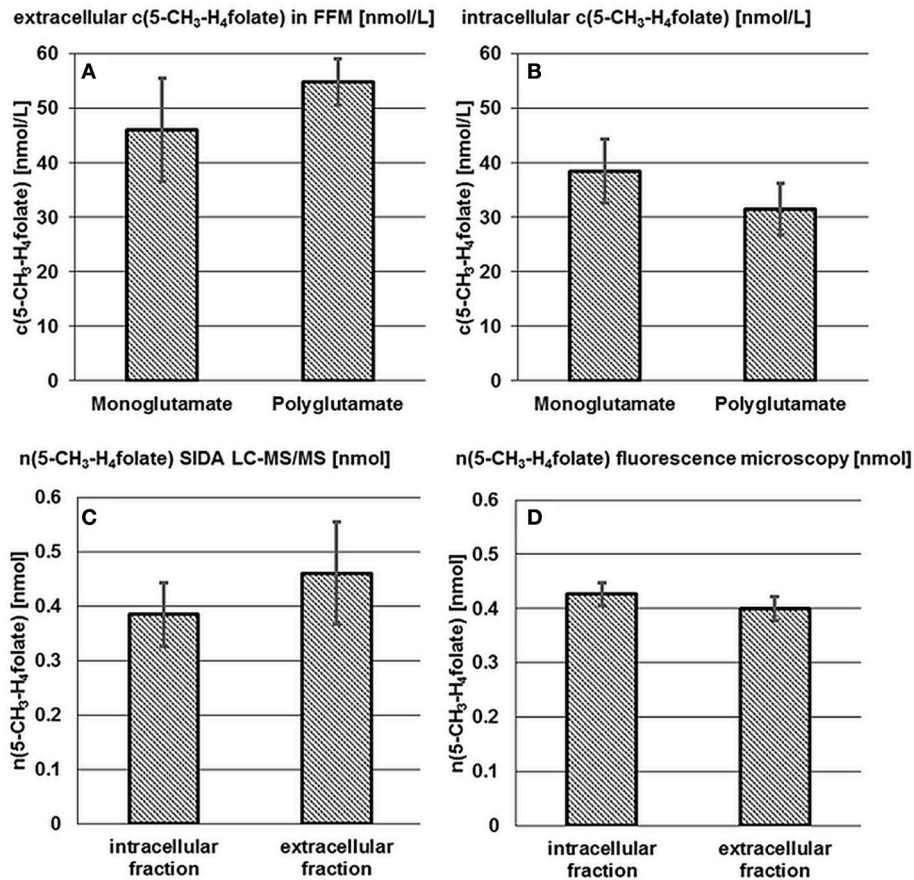 extracellular c(5-CH₃-H₄folate) in FFM [nmol/L]
A
c(5-CH₃-H₄folate) [nmol/L]
60
50
40
30
20
10
0
Monoglutamate Polyglutamate
intracellular c(5-CH₃-H₄folate) [nmol/L]
B
c(5-CH₃-H₄folate) [nmol/L]
60
50
40
30
20
10
0
Monoglutamate Polyglutamate
n(5-CH₃-H₄folate) SIDA LC-MS/MS [nmol]
C
n(5-CH₃-H₄folate) [nmol]
0.6
0.5
0.4
0.3
0.2
0.1
0
intracellular extracellular
fraction fraction
n(5-CH₃-H₄folate) fluorescence microscopy [nmol]
D
n(5-CH₃-H₄folate) [nmol]
0.6
0.5
0.4
0.3
0.2
0.1
0
intracellular extracellular
fraction fraction